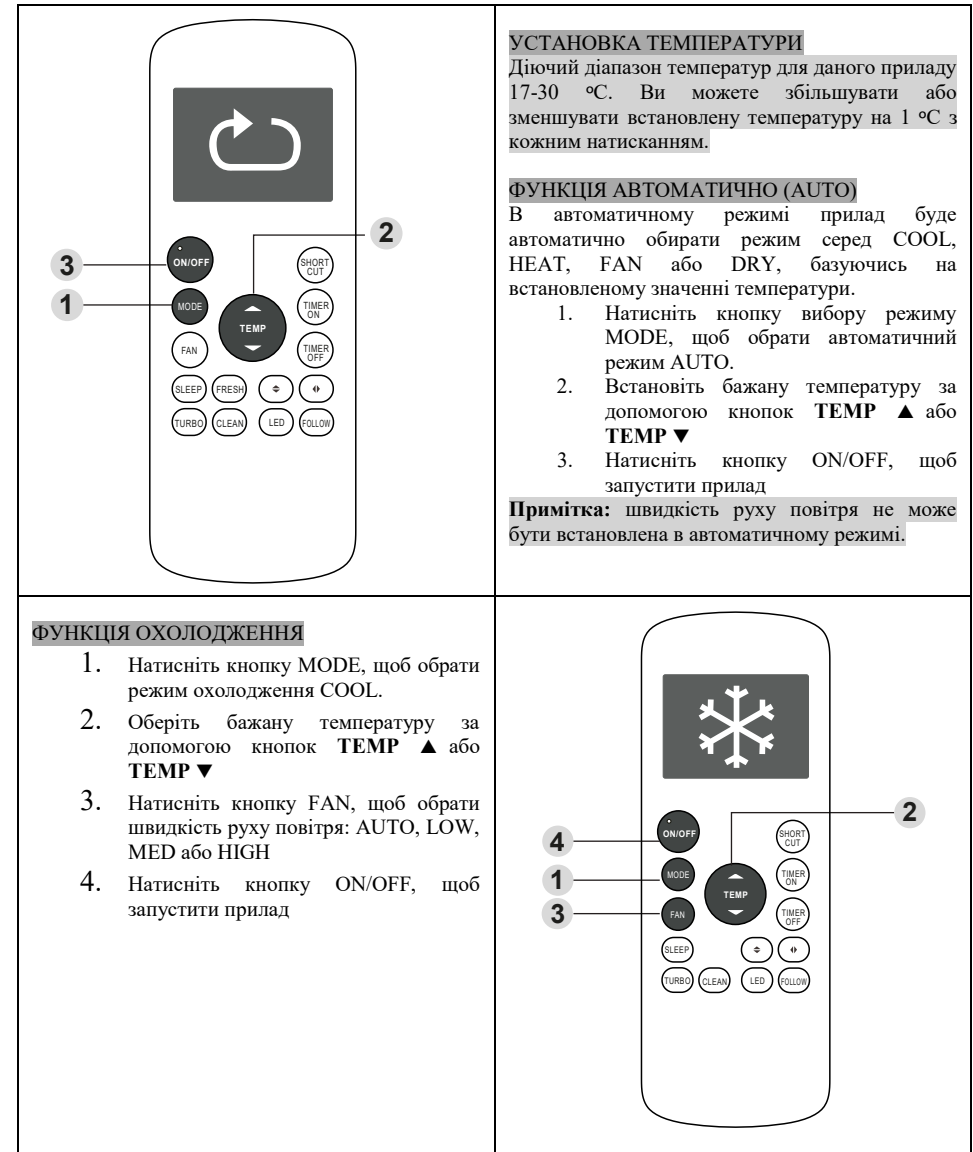 3
1
2
ON/OFF
SHORT
CUT
MODE
TEMP
TIMER
ON
FAN
TIMER
OFF
SLEEP FRESH
TURBO CLEAN LED FOLLOW
УСТАНОВКА ТЕМПЕРАТУРИ
Діючий діапазон температур для даного приладу
17-30 ºС. Ви можете збільшувати або
зменшувати встановлену температуру на 1 ºС з
кожним натисканням.
ФУНКЦІЯ АВТОМАТИЧНО (AUTO)
В автоматичному режимі прилад буде
автоматично обирати режим серед COOL,
HEAT, FAN або DRY, базуючись на
встановленому значенні температури.
1. Натисніть кнопку вибору режиму
MODE, щоб обрати автоматичний
режим AUTO.
2. Встановіть бажану температуру за
допомогою кнопок TEMP ▲ або
TEMP ▼
3. Натисніть кнопку ON/OFF, щоб
запустити прилад
Примітка: швидкість руху повітря не може
бути встановлена в автоматичному режимі.
ФУНКЦІЯ ОХОЛОДЖЕННЯ
1. Натисніть кнопку MODE, щоб обрати
режим охолодження COOL.
2. Оберіть бажану температуру за
допомогою кнопок TEMP ▲ або
TEMP ▼
3. Натисніть кнопку FAN, щоб обрати
швидкість руху повітря: AUTO, LOW,
MED або HIGH
4. Натисніть кнопку ON/OFF, щоб
запустити прилад
4
1
3
2
ON/OFF
SHORT
CUT
MODE
TEMP
TIMER
ON
FAN
TIMER
OFF
SLEEP
TURBO CLEAN LED FOLLOW